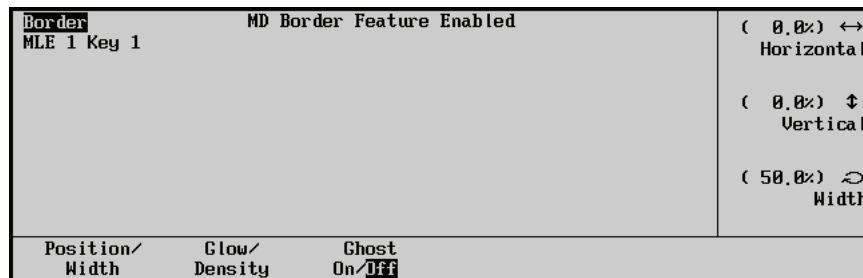 Border MD Border Feature Enabled
MLE 1 Key 1
( 0.0%) ↔
Horizontal
( 0.0%) ↕
Vertical
( 50.0%)
Width
Position/ Glow/ Ghost
Width Density On/Off